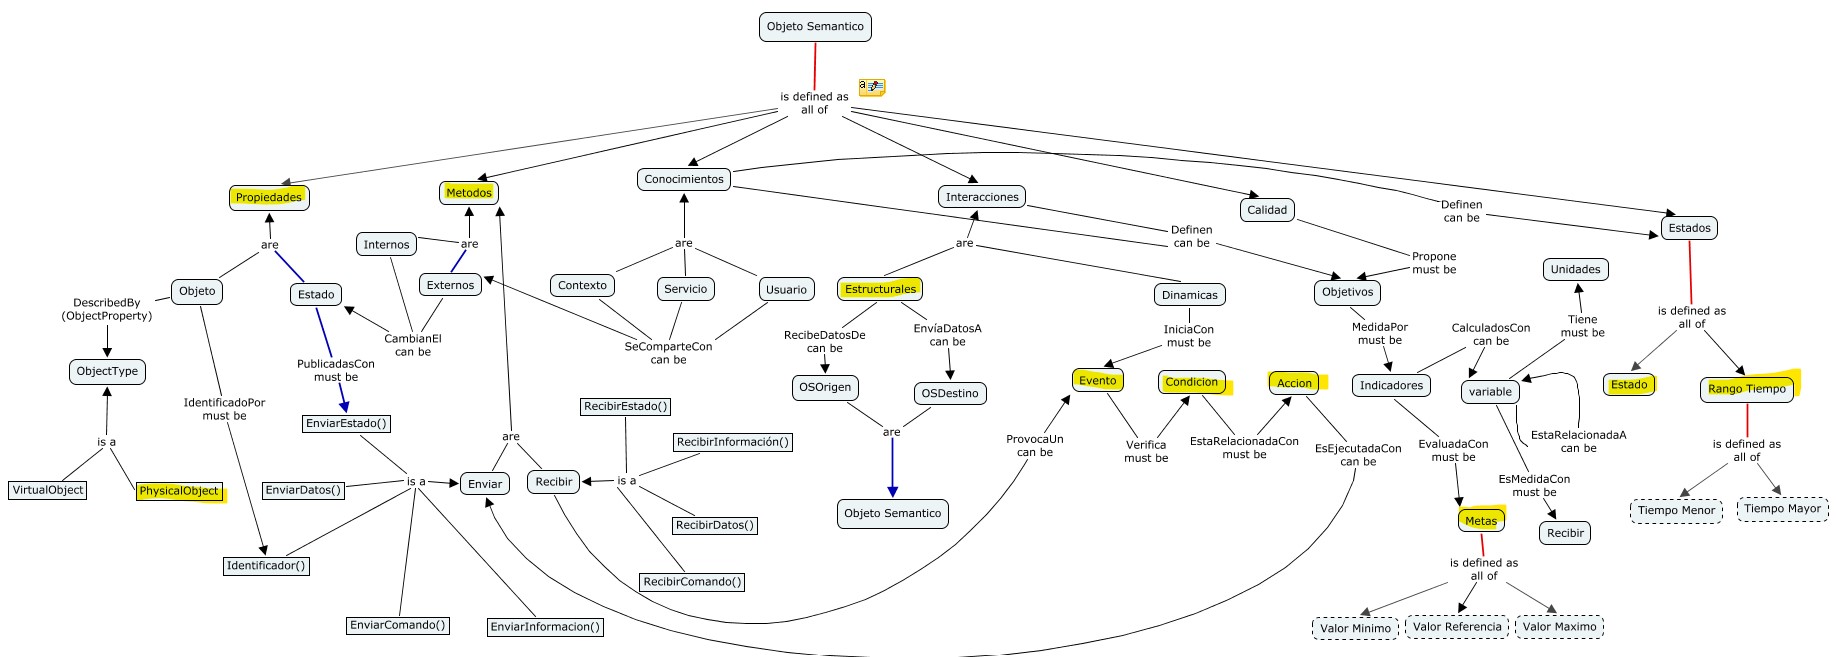 Objeto Semantico
a
is defined as
all of
Propiedades
Metodos
Conocimientos
Interacciones
Calidad
Definen
can be
Estados
are
Internos
are
are
are
Definen
can be
Propone
must be
Unidades
Objeto
Estado
Externos
Contexto
Servicio
Usuario
Estructurales
Dinamicas
Objetivos
DescribedBy
(ObjectProperty)
CambianEl
can be
SeComparteCon
can be
RecibeDatosDe
can be
EnvíaDatosA
can be
IniciaCon
must be
MedidaPor
must be
CalculadosCon
can be
Tiene
must be
is defined as
all of
ObjectType
PublicadasCon
must be
OSOrigen
OSDestino
Evento
Condicion
Accion
Indicadores
variable
Estado
Rango Tiempo
IdentificadoPor
must be
EnviarEstado()
RecibirEstado()
is a
are
RecibirInformación()
are
ProvocaUn
can be
Verifica
must be
EstaRelacionadaCon
must be
EsEjecutadaCon
can be
EvaluadaCon
must be
EstaRelacionadaA
can be
is defined as
all of
VirtualObject
PhysicalObject
EnviarDatos()
is a
Enviar
Recibir
is a
EsMedidaCon
must be
Objeto Semantico
RecibirDatos()
Metas
Recibir
Tiempo Menor
Tiempo Mayor
Identificador()
RecibirComando()
is defined as
all of
EnviarComando()
EnviarInformacion()
Valor Minimo
Valor Referencia
Valor Maximo